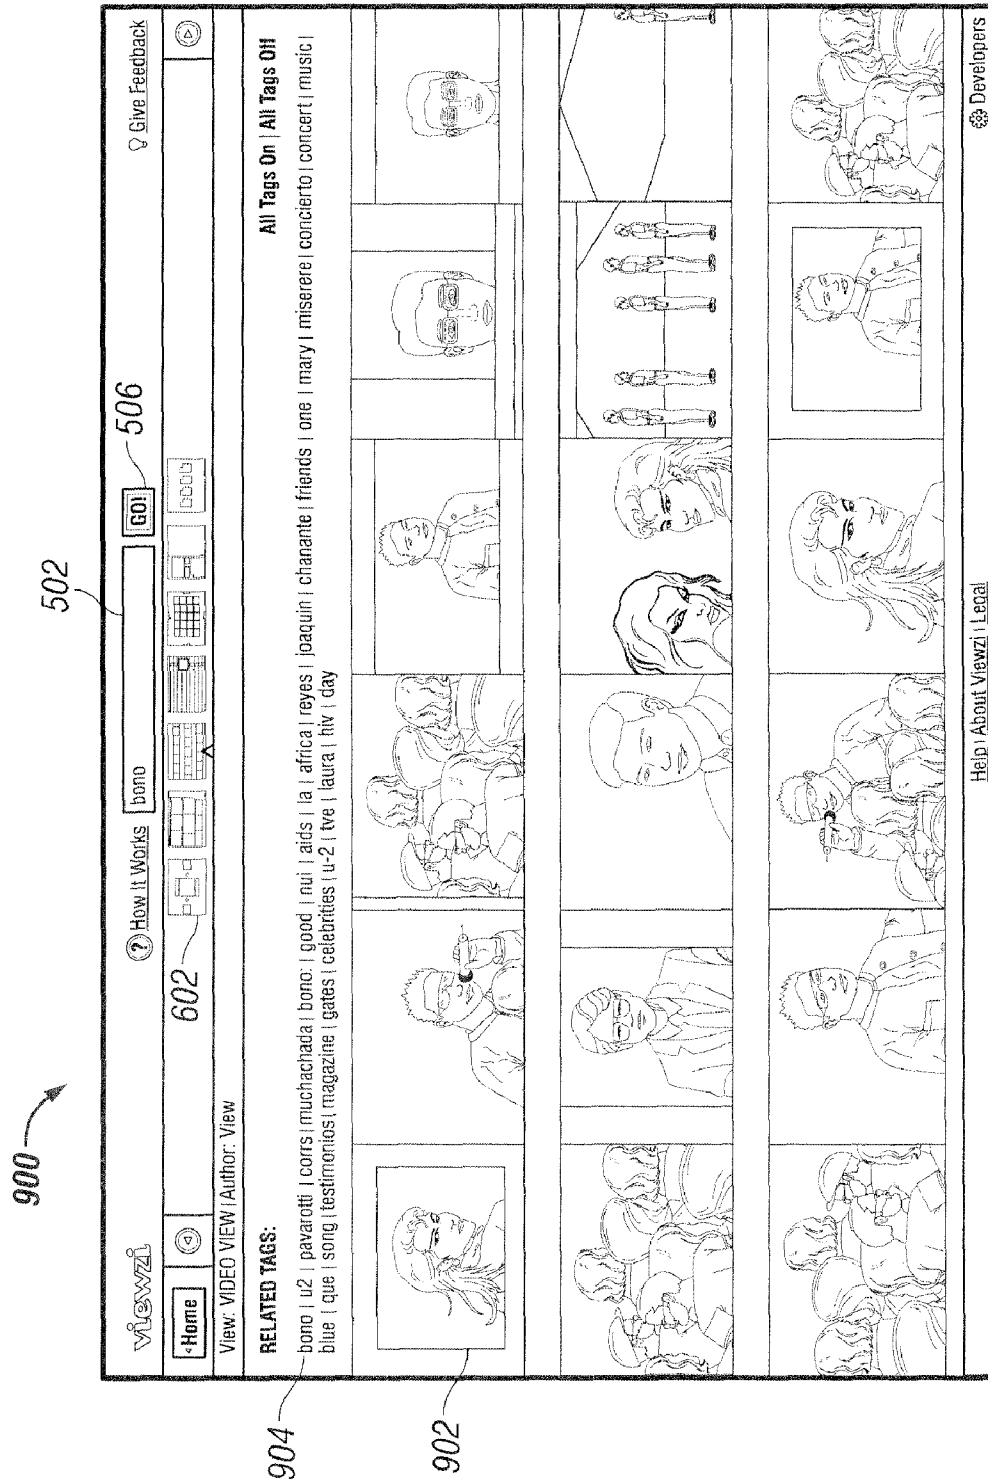 900
502
506
viewzi
? How It Works
bono
GO!
Give Feedback
Home
602
View: VIDEO VIEW | Author: View
RELATED TAGS:
All Tags On | All Tags Off
904
bono | u2 | pavarotti | corrs | muchachada | bono: | good | nui | aids | la | africa | reyes | joaquin | chanante | friends | one | mary | miserere | concierto | concert | music |
blue | que | song | testimonios | magazine | gates | celebrities | u-2 | tve | laura | hiv | day
902
Help | About Viewzi | Legal
Developers